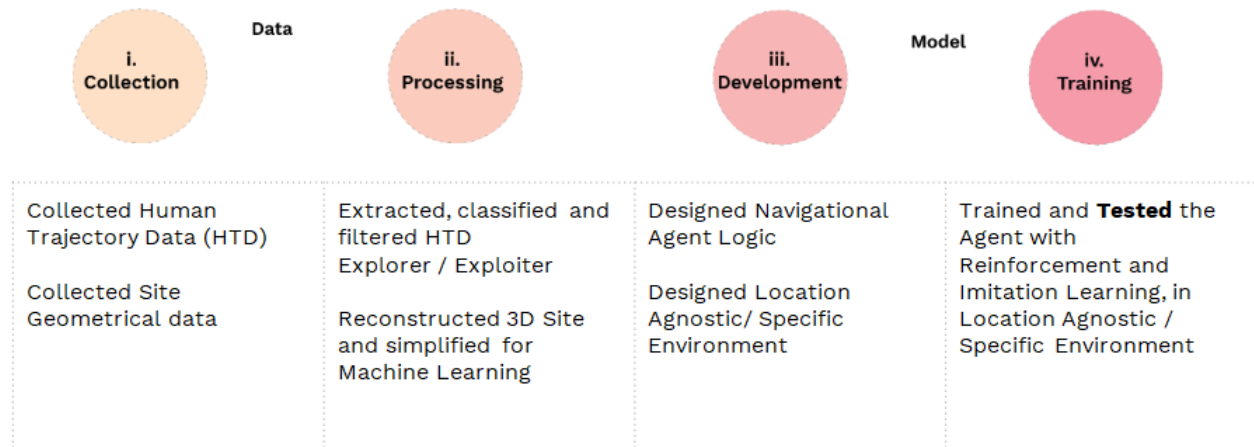 Data
Model
i.
Collection
ii.
Processing
iii.
Development
iv.
Training
Collected Human
Trajectory Data (HTD)
Collected Site
Geometrical data
Extracted, classified and
filtered HTD
Explorer / Exploiter
Reconstructed 3D Site
and simplified for
Machine Learning
Designed Navigational
Agent Logic
Designed Location
Agnostic/ Specific
Environment
Trained and Tested the
Agent with
Reinforcement and
Imitation Learning, in
Location Agnostic /
Specific Environment